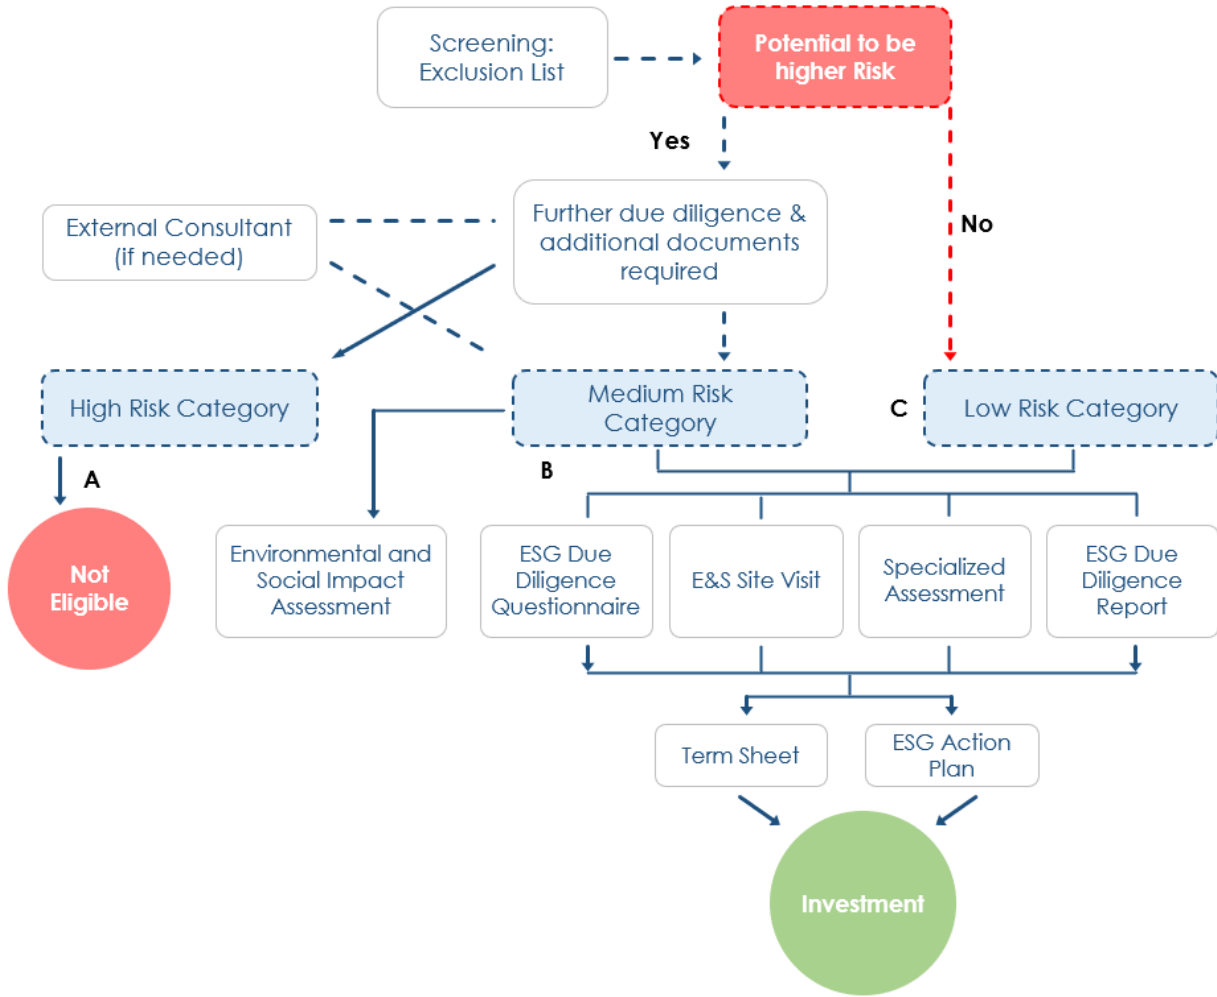 Screening:
Exclusion List
Potential to be
higher Risk
Yes
No
External Consultant
(if needed)
Further due diligence &
additional documents
required
High Risk Category
Medium Risk
Category
C
Low Risk Category
A
B
Not
Eligible
Environmental and
Social Impact
Assessment
ESG Due
Diligence
Questionnaire
E&S Site Visit
Specialized
Assessment
ESG Due
Diligence
Report
Term Sheet
ESG Action
Plan
Investment